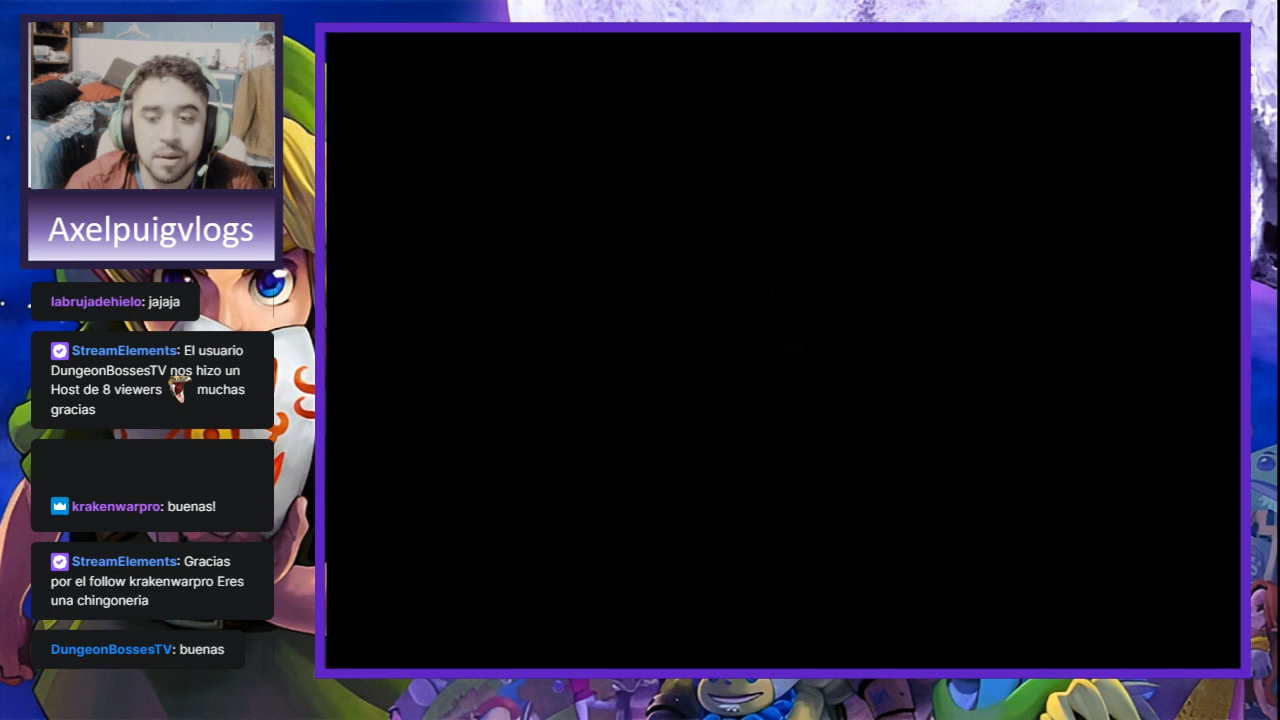 Axelpuigvlogs
labrujadehielo: jajaja
StreamElements: El usuario
DungeonBossesTV nos hizo un
Host de 8 viewers muchas
gracias
krakenwarpro: buenas!
StreamElements: Gracias
por el follow krakenwarpro Eres
una chingoneria
DungeonBossesTV: buenas